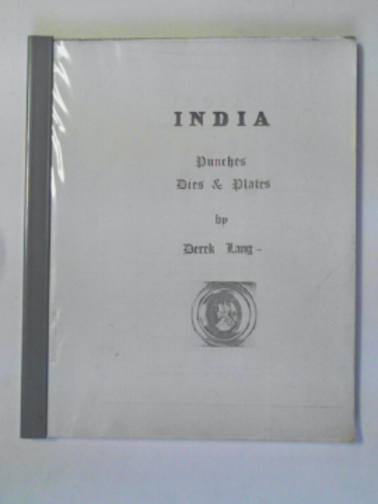 INDIA
Punches
Dies & Plates
by
Derek Lang -